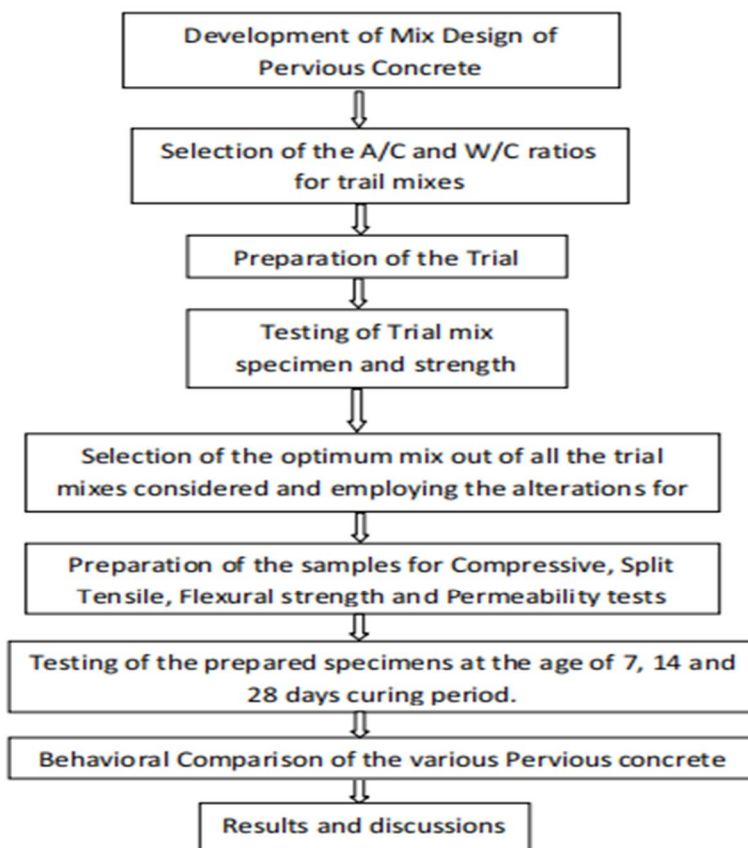 Development of Mix Design of
Pervious Concrete
Selection of the A/C and W/C ratios
for trail mixes
Preparation of the Trial
Testing of Trial mix
specimen and strength
Selection of the optimum mix out of all the trial
mixes considered and employing the alterations for
Preparation of the samples for Compressive, Split
Tensile, Flexural strength and Permeability tests
Testing of the prepared specimens at the age of 7, 14 and
28 days curing period.
Behavioral Comparison of the various Pervious concrete
Results and discussions